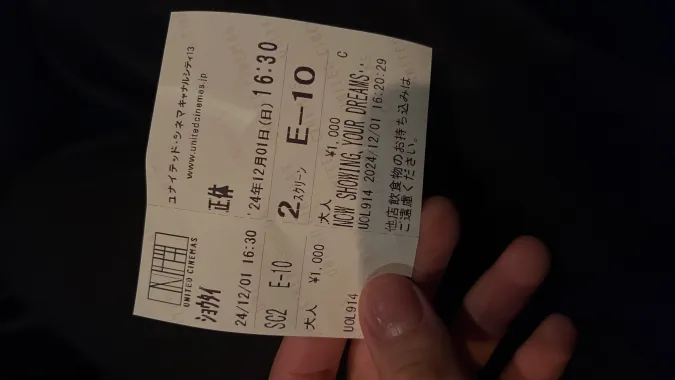 ユナイテッド・シネマ キャナルシティ13
www.unitedcinemas.jp
正体
'24年12月01日(日) 16:30
2スクリーン E-10
大人 ¥1,000 C
NOW SHOWING, YOUR DREAMS..
UOL914 2024/12/01 16:20:29
他店飲食物のお持ち込みは
ご遠慮ください。
UNITED CINEMAS
ショウタイ
24/12/01 16:30
SC2 E-10
大人 ¥1,000
UOL914